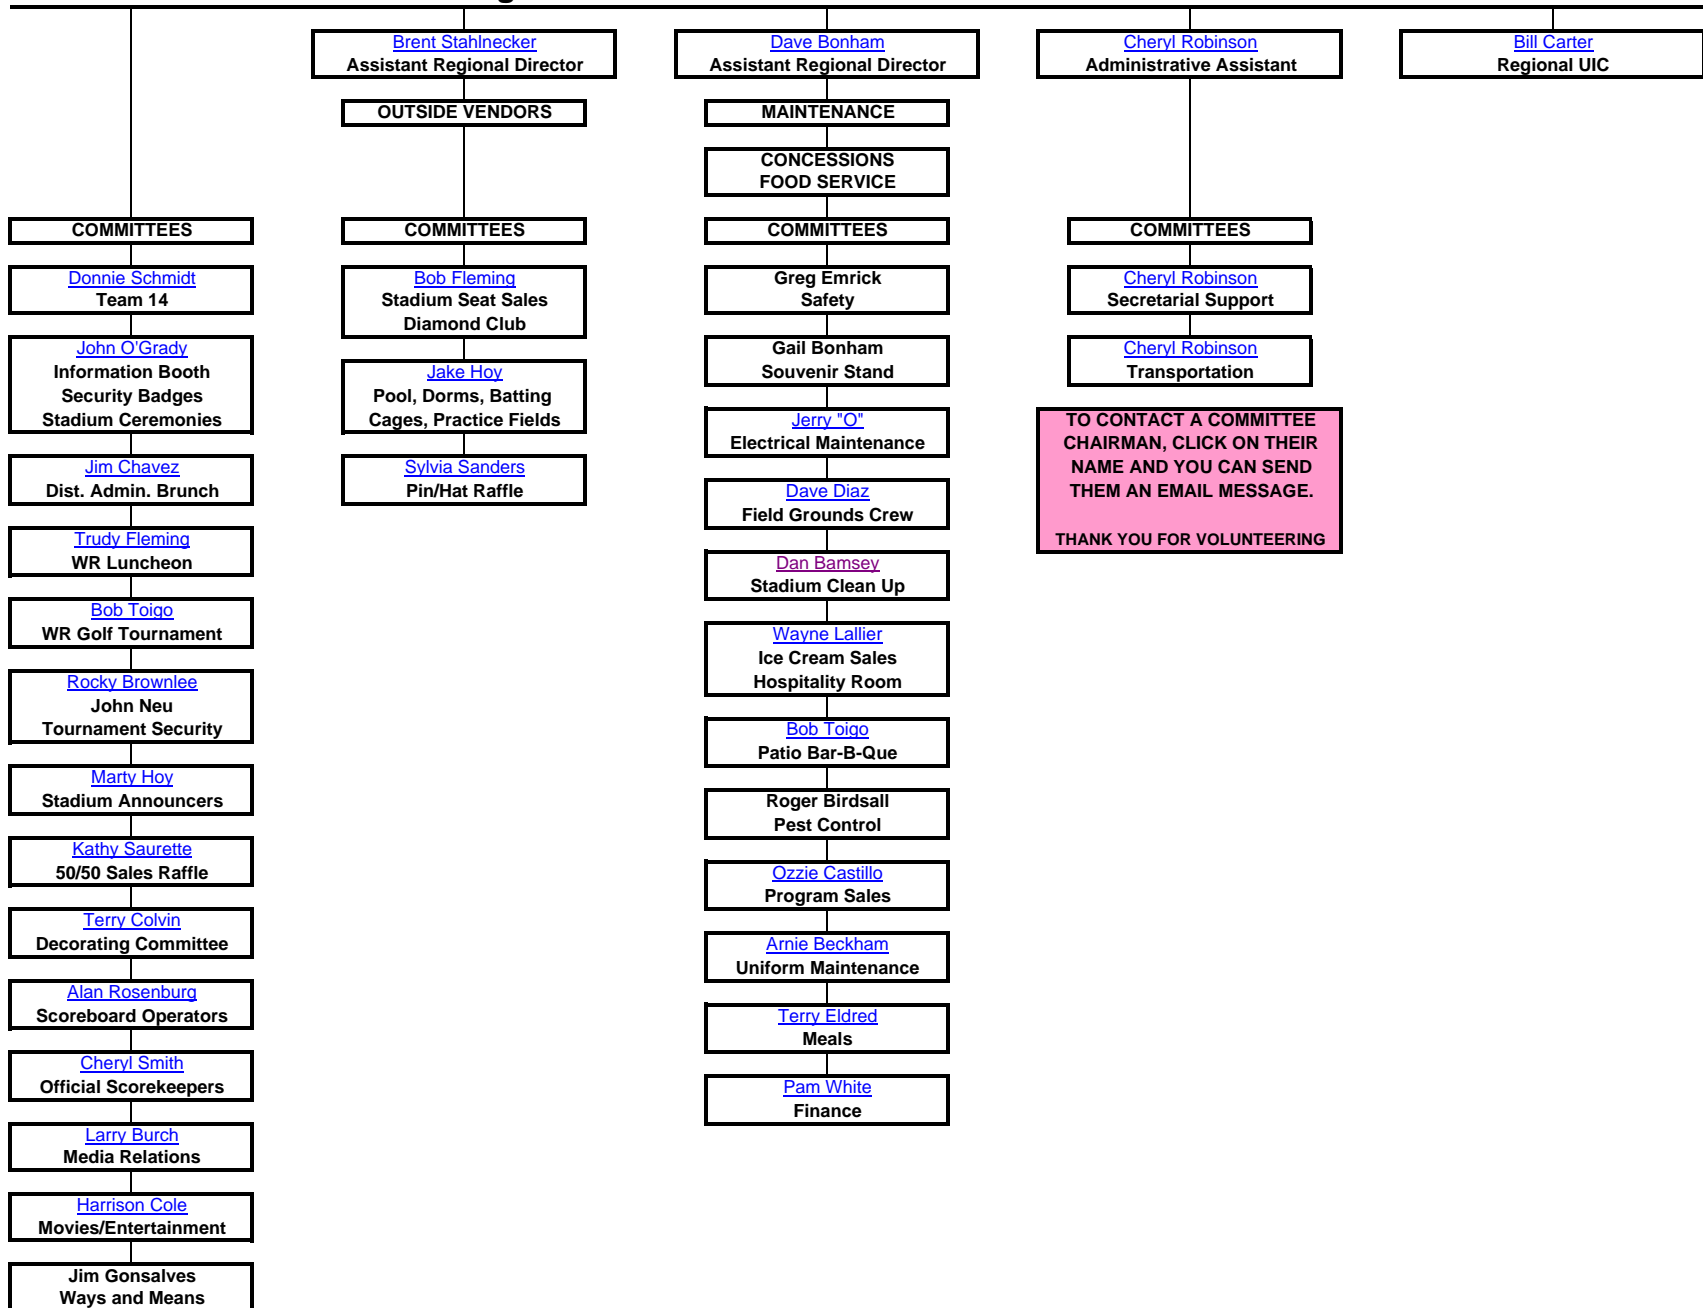 Brent Stahlnecker
Assistant Regional Director
Dave Bonham
Assistant Regional Director
Cheryl Robinson
Administrative Assistant
Bill Carter
Regional UIC
OUTSIDE VENDORS
MAINTENANCE
CONCESSIONS
FOOD SERVICE
COMMITTEES
Donnie Schmidt
Team 14
John O'Grady
Information Booth
Security Badges
Stadium Ceremonies
Jim Chavez
Dist. Admin. Brunch
Trudy Fleming
WR Luncheon
Bob Toigo
WR Golf Tournament
Rocky Brownlee
John Neu
Tournament Security
Marty Hoy
Stadium Announcers
Kathy Saurette
50/50 Sales Raffle
Terry Colvin
Decorating Committee
Alan Rosenburg
Scoreboard Operators
Cheryl Smith
Official Scorekeepers
Larry Burch
Media Relations
Harrison Cole
Movies/Entertainment
Jim Gonsalves
Ways and Means
COMMITTEES
Bob Fleming
Stadium Seat Sales
Diamond Club
Jake Hoy
Pool, Dorms, Batting
Cages, Practice Fields
Sylvia Sanders
Pin/Hat Raffle
COMMITTEES
Greg Emrick
Safety
Gail Bonham
Souvenir Stand
Jerry "O"
Electrical Maintenance
Dave Diaz
Field Grounds Crew
Dan Bamsey
Stadium Clean Up
Wayne Lallier
Ice Cream Sales
Hospitality Room
Bob Toigo
Patio Bar-B-Que
Roger Birdsall
Pest Control
Ozzie Castillo
Program Sales
Arnie Beckham
Uniform Maintenance
Terry Eldred
Meals
Pam White
Finance
COMMITTEES
Cheryl Robinson
Secretarial Support
Cheryl Robinson
Transportation
TO CONTACT A COMMITTEE
CHAIRMAN, CLICK ON THEIR
NAME AND YOU CAN SEND
THEM AN EMAIL MESSAGE.
THANK YOU FOR VOLUNTEERING